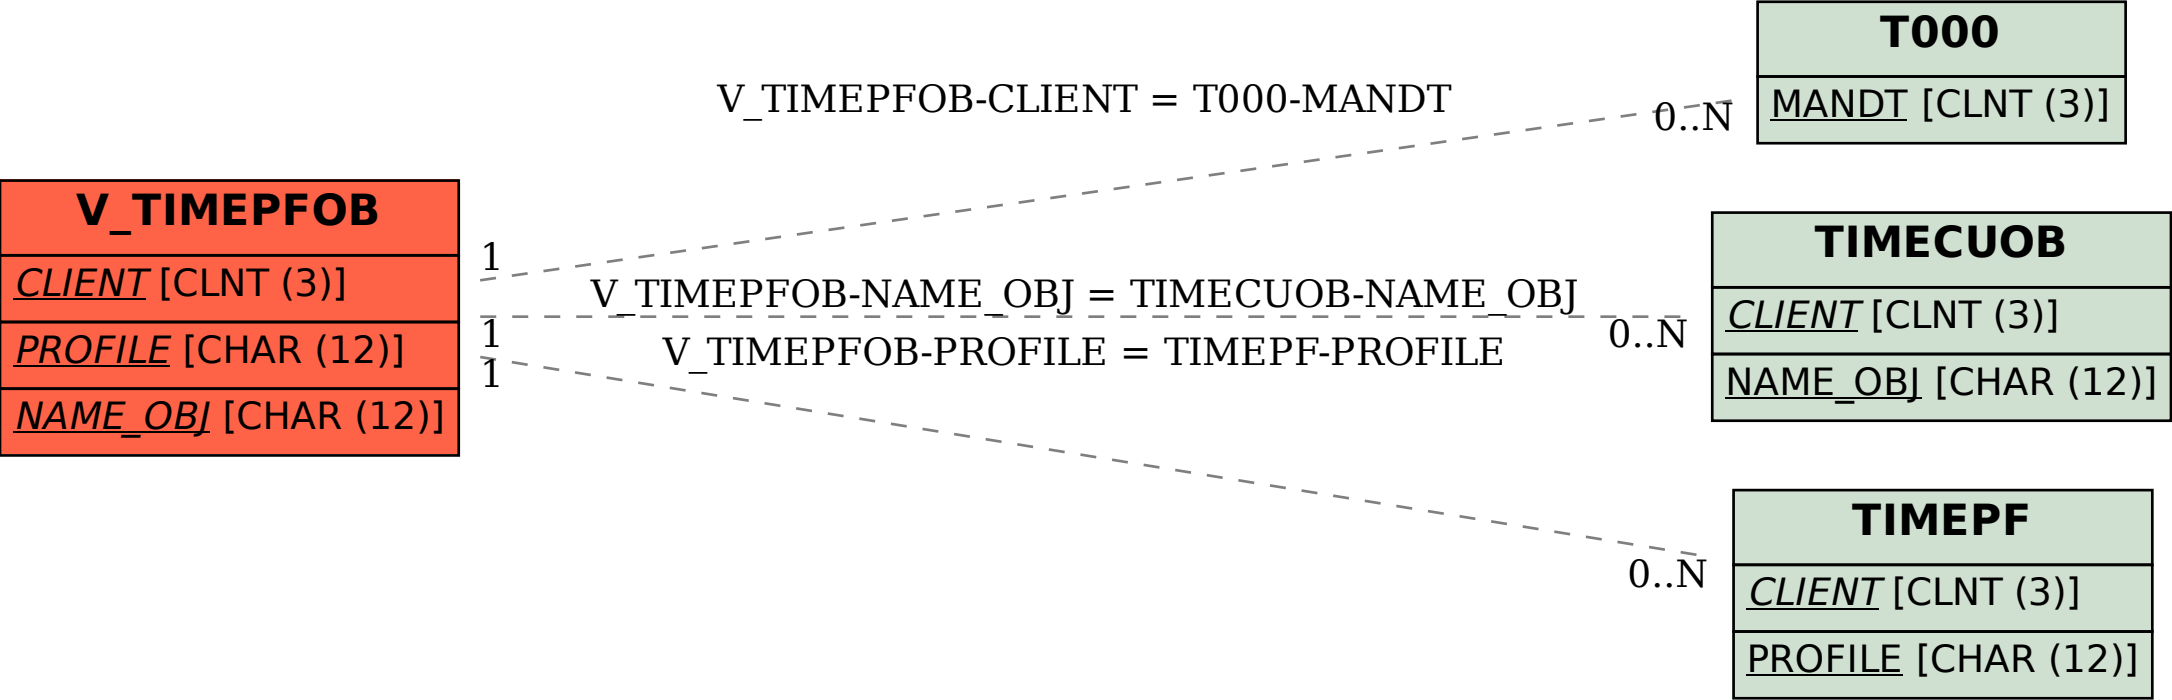 V_TIMEPFOB
CLIENT [CLNT (3)]
PROFILE [CHAR (12)]
NAME_OBJ [CHAR (12)]
V_TIMEPFOB-CLIENT = T000-MANDT
1
0..N
V_TIMEPFOB-NAME_OBJ = TIMECUOB-NAME_OBJ
1
0..N
V_TIMEPFOB-PROFILE = TIMEPF-PROFILE
1
0..N
T000
MANDT [CLNT (3)]
TIMECUOB
CLIENT [CLNT (3)]
NAME_OBJ [CHAR (12)]
TIMEPF
CLIENT [CLNT (3)]
PROFILE [CHAR (12)]